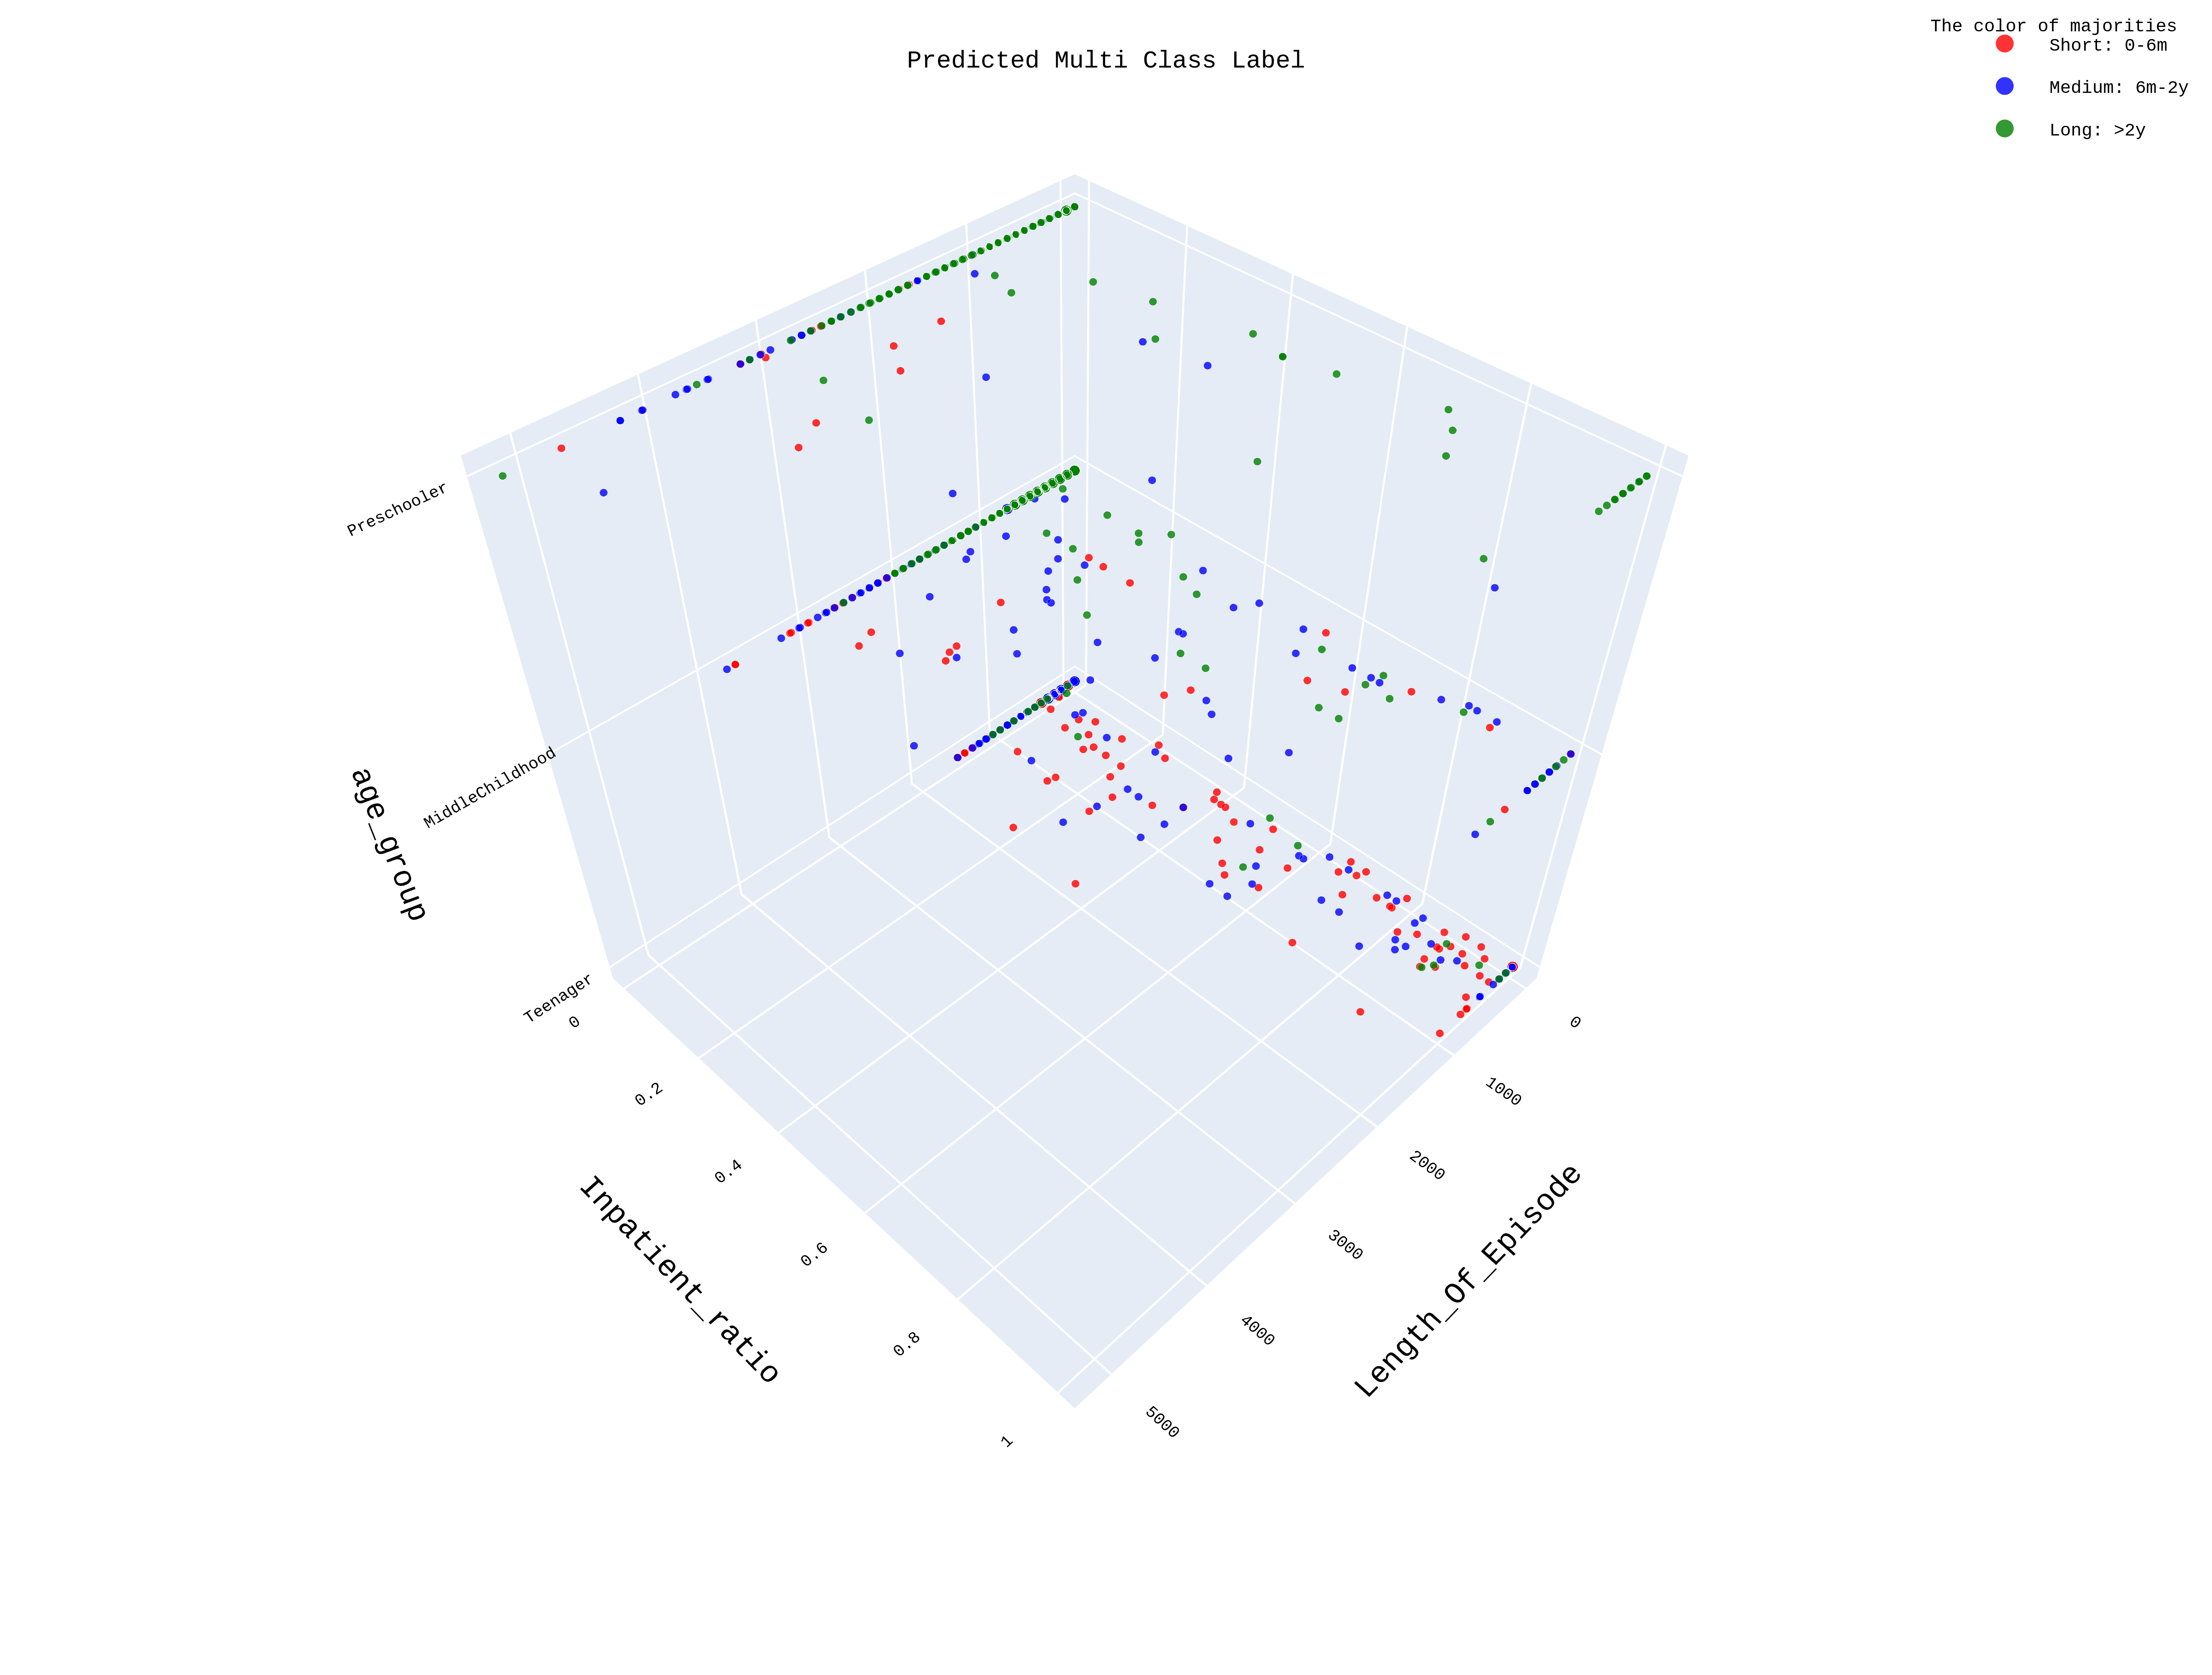 The color of majorities
Short: 0-6m
Medium: 6m-2y
Long: >2y
Predicted Multi Class Label
Preschooler
MiddleChildhood
Teenager
age_group
0
0.2
0.4
0.6
0.8
1
Inpatient_ratio
0
1000
2000
3000
4000
5000
Length_Of_Episode